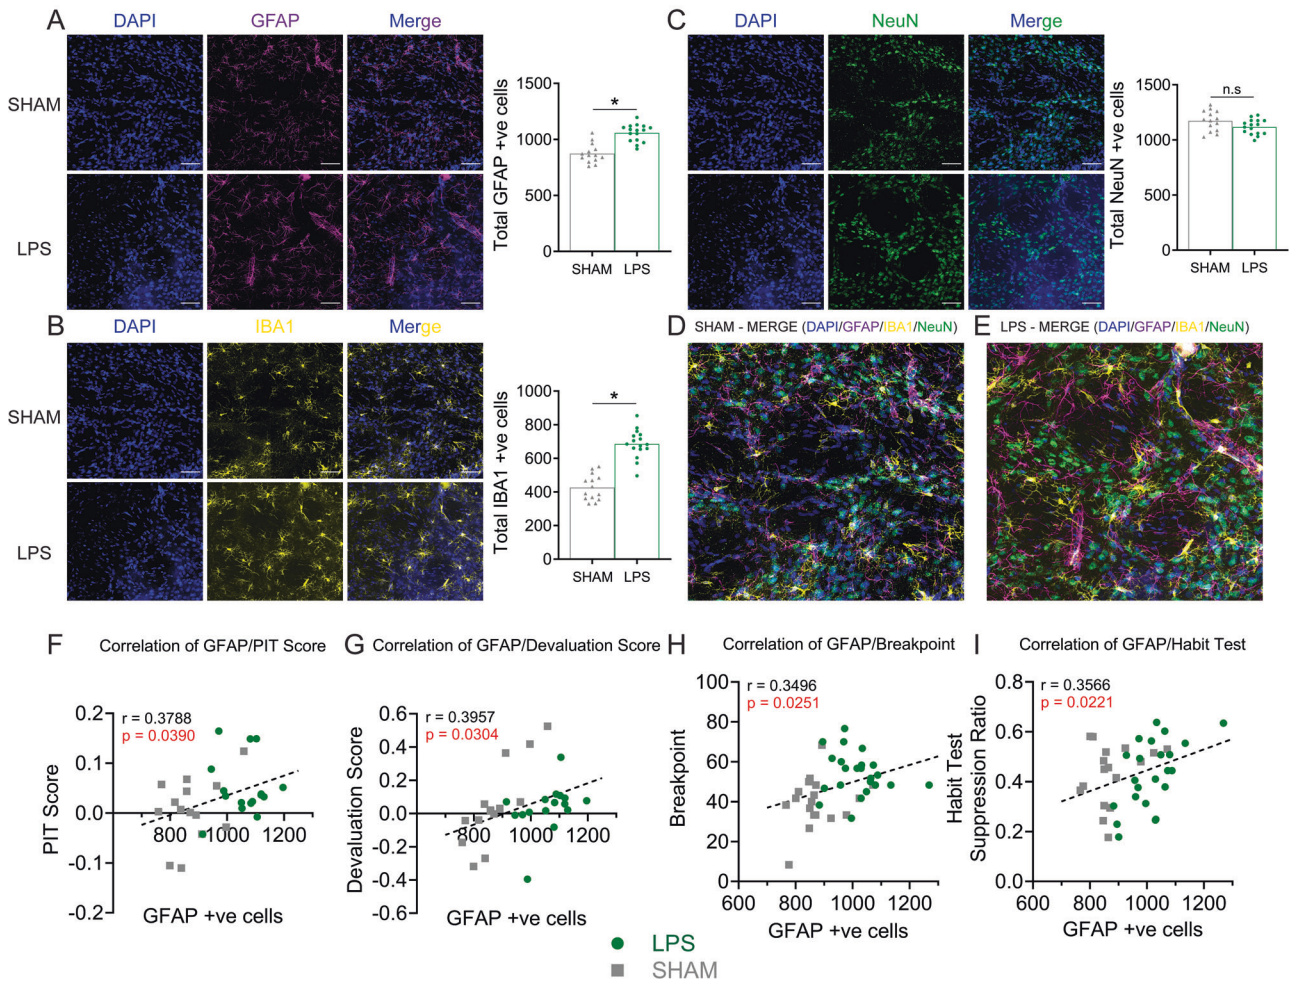 A
DAPI
GFAP
Merge
SHAM
LPS
Total GFAP +ve cells
1500
1000
500
0
*
SHAM
LPS
C
DAPI
NeuN
Merge
Total NeuN +ve cells
1500
1000
500
0
n.s
SHAM
LPS
B
DAPI
IBA1
Merge
SHAM
LPS
Total IBA1 +ve cells
1000
800
600
400
200
0
*
SHAM
LPS
D
SHAM - MERGE (DAPI/GFAP/IBA1/NeuN)
E
LPS - MERGE (DAPI/GFAP/IBA1/NeuN)
F
Correlation of GFAP/PIT Score
r = 0.3788
p = 0.0390
PIT Score
0.2
0.1
0.0
-0.1
-0.2
800
1000
1200
GFAP +ve cells
G
Correlation of GFAP/Devaluation Score
r = 0.3957
p = 0.0304
Devaluation Score
0.6
0.4
0.2
0.0
-0.2
-0.4
-0.6
800
1000
1200
GFAP +ve cells
H
Correlation of GFAP/Breakpoint
r = 0.3496
p = 0.0251
Breakpoint
100
80
60
40
20
0
600
800
1000
1200
GFAP +ve cells
I
Correlation of GFAP/Habit Test
r = 0.3566
p = 0.0221
Habit Test
Suppression Ratio
0.8
0.6
0.4
0.2
0.0
600
800
1000
1200
GFAP +ve cells
LPS
SHAM